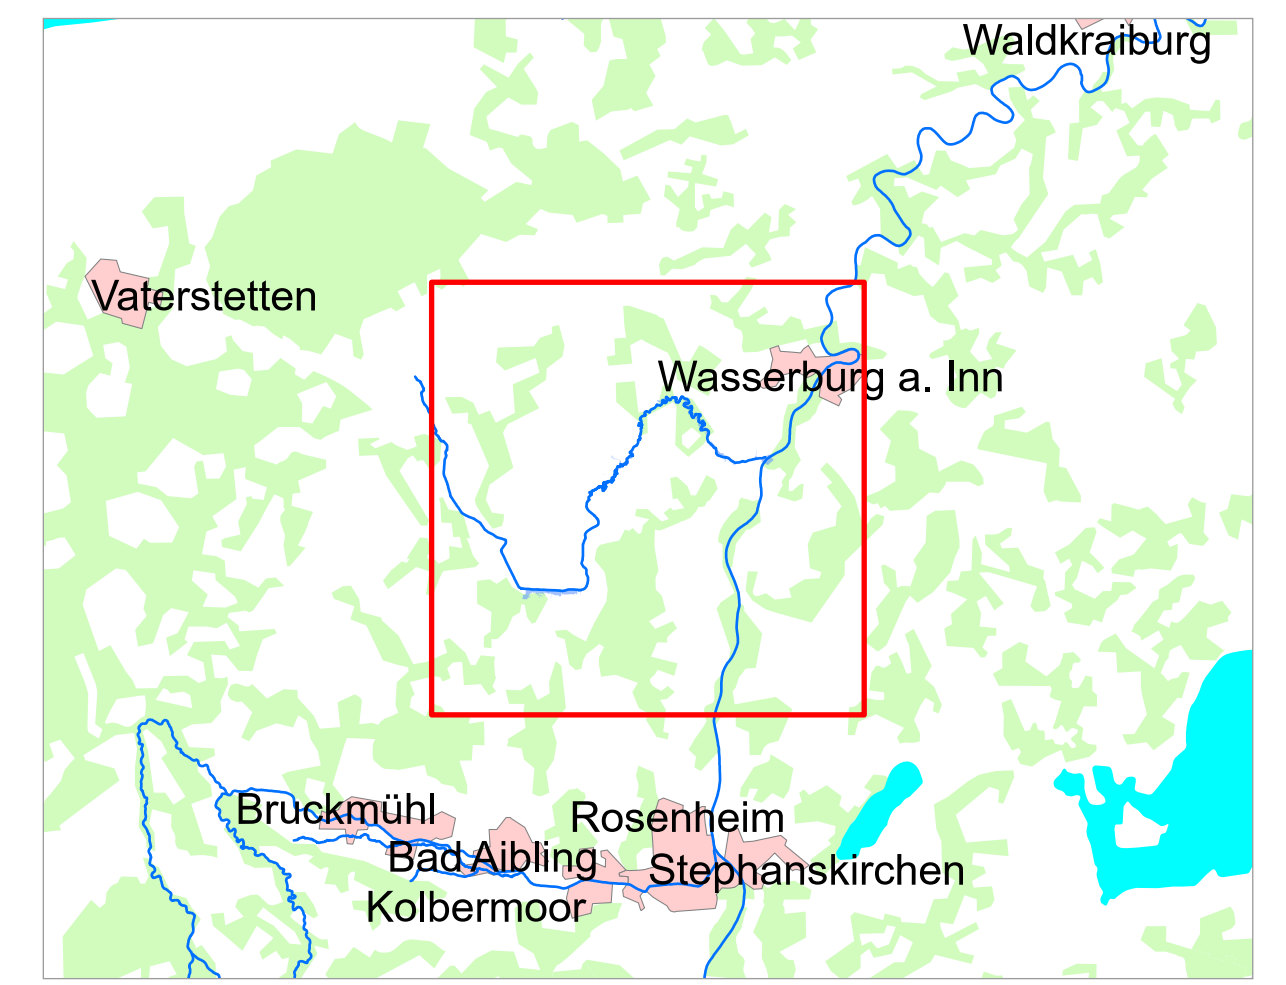 Waldkraiburg
Vaterstetten
Wasserburg a. Inn
Bruckmühl
Rosenheim
Bad Aibling
Stephanskirchen
Kolbermoor